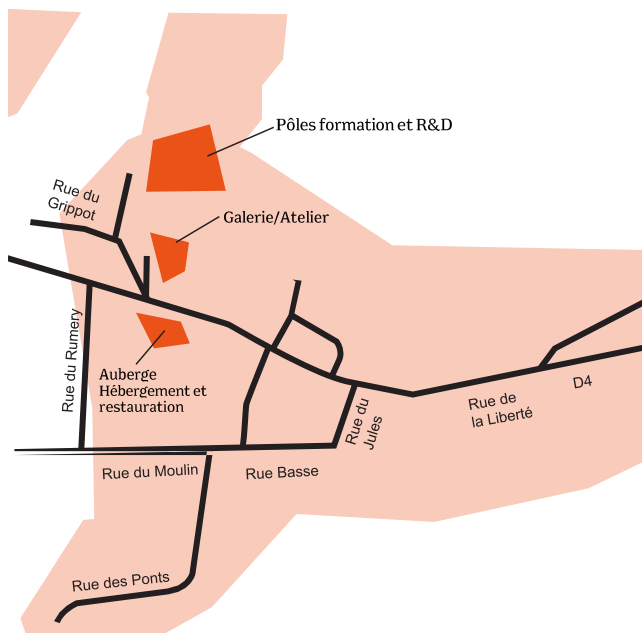 Pôles formation et R&D
Rue du
Grippot
Galerie/Atelier
Rue du Rumery
Auberge
Hébergement et
restauration
Rue du
Jules
Rue de
la Liberté
D4
Rue du Moulin
Rue Basse
Rue des Ponts